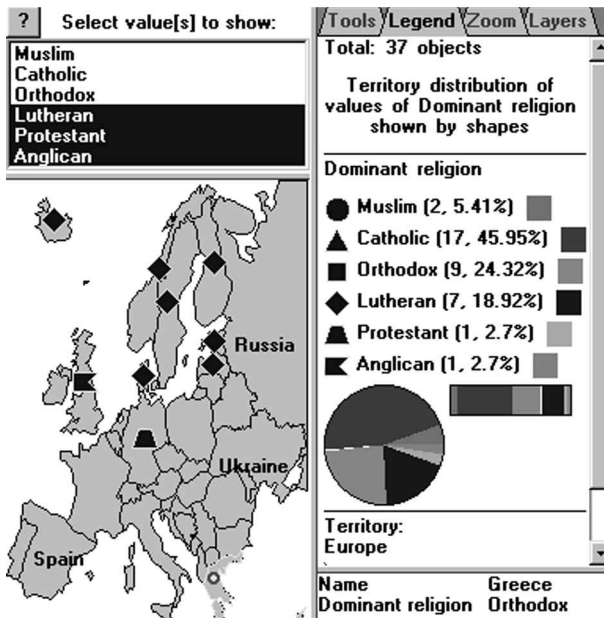 ? Select value[s] to show:
Muslim
Catholic
Orthodox
Lutheran
Protestant
Anglican
Russia
Ukraine
Spain
Tools Legend Zoom Layers
Total: 37 objects
Territory distribution of
values of Dominant religion
shown by shapes
Dominant religion
Muslim (2, 5.41%)
Catholic (17, 45.95%)
Orthodox (9, 24.32%)
Lutheran (7, 18.92%)
Protestant (1, 2.7%)
Anglican (1, 2.7%)
Territory:
Europe
Name Greece
Dominant religion Orthodox